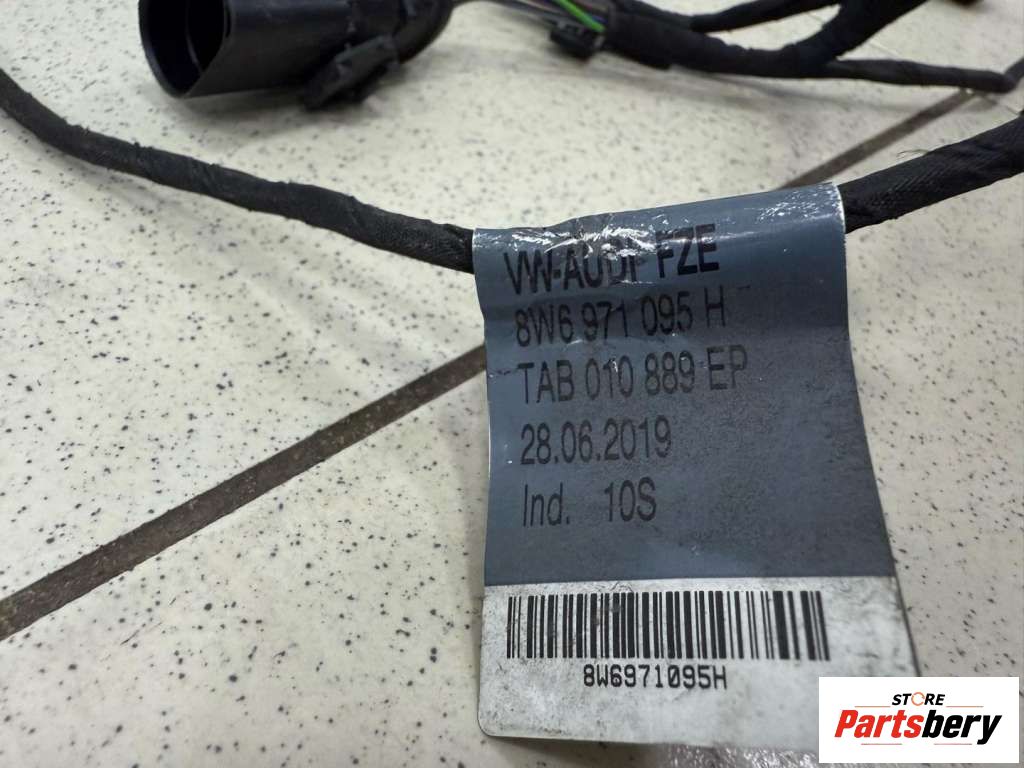 VW-AUDI FZE
8W6 971 095 H
TAB 010 889 EP
28.06.2019
Ind. 10S
8W6971095H
STORE
Partsbery